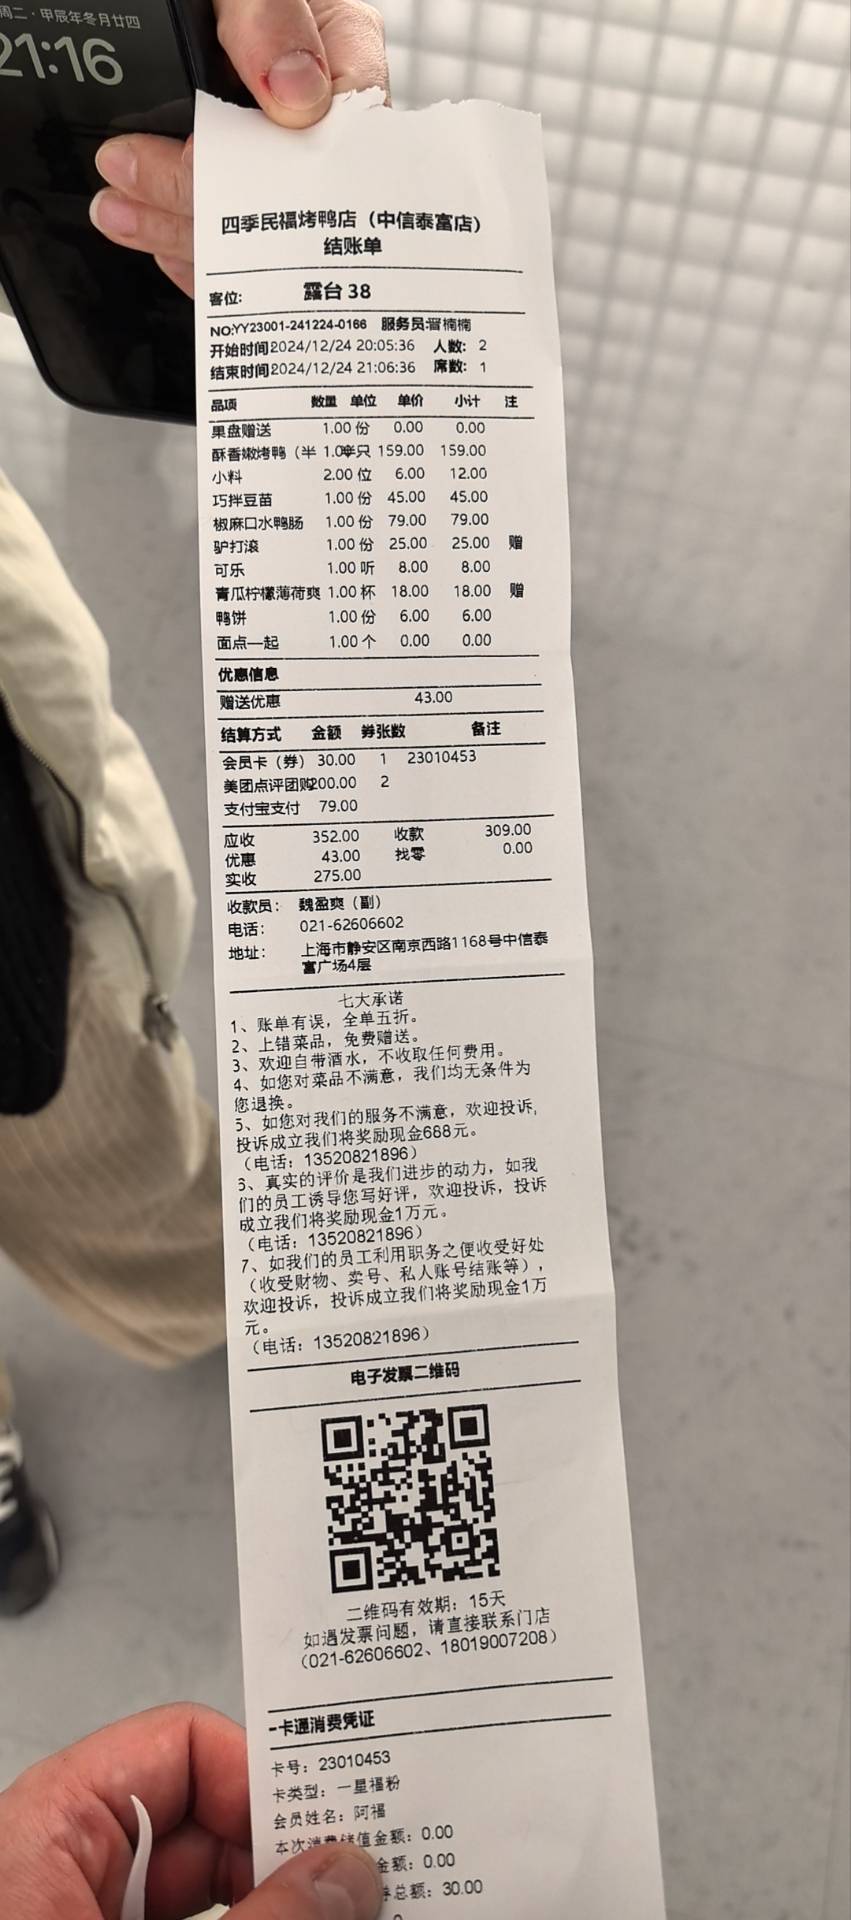 周二·甲辰年冬月廿四
21:16
四季民福烤鸭店（中信泰富店）
结账单
客位: 露台 38
NO:YY23001-241224-0166 服务员:晋楠楠
开始时间2024/12/24 20:05:36 人数: 2
结束时间2024/12/24 21:06:36 席数: 1
品项 数量 单位 单价 小计 注
果盘赠送 1.00 份 0.00 0.00
酥香嫩烤鸭（半 1.00半只 159.00 159.00
小料 2.00 位 6.00 12.00
巧拌豆苗 1.00 份 45.00 45.00
椒麻口水鸭肠 1.00 份 79.00 79.00
驴打滚 1.00 份 25.00 25.00 赠
可乐 1.00 听 8.00 8.00
青瓜柠檬薄荷爽 1.00 杯 18.00 18.00 赠
鸭饼 1.00 份 6.00 6.00
面点一起 1.00 个 0.00 0.00
优惠信息
赠送优惠 43.00
结算方式 金额 券张数 备注
会员卡（券） 30.00 1 23010453
美团点评团购200.00 2
支付宝支付 79.00
应收 352.00 收款 309.00
优惠 43.00 找零 0.00
实收 275.00
收款员: 魏盈爽（副）
电话: 021-62606602
地址: 上海市静安区南京西路1168号中信泰
富广场4层
七大承诺
1、账单有误，全单五折。
2、上错菜品，免费赠送。
3、欢迎自带酒水，不收取任何费用。
4、如您对菜品不满意，我们均无条件为
您退换。
5、如您对我们的服务不满意，欢迎投诉,
投诉成立我们将奖励现金688元。
（电话：13520821896）
6、真实的评价是我们进步的动力，如我
们的员工诱导您写好评，欢迎投诉，投诉
成立我们将奖励现金1万元。
（电话：13520821896）
7、如我们的员工利用职务之便收受好处
（收受财物、卖号、私人账号结账等），
欢迎投诉，投诉成立我们将奖励现金1万
元。
（电话：13520821896）
电子发票二维码
二维码有效期：15天
如遇发票问题，请直接联系门店
（021-62606602、18019007208）
-卡通消费凭证
卡号：23010453
卡类型：一星福粉
会员姓名：阿福
本次消费储值金额：0.00
金额：0.00
券总额：30.00